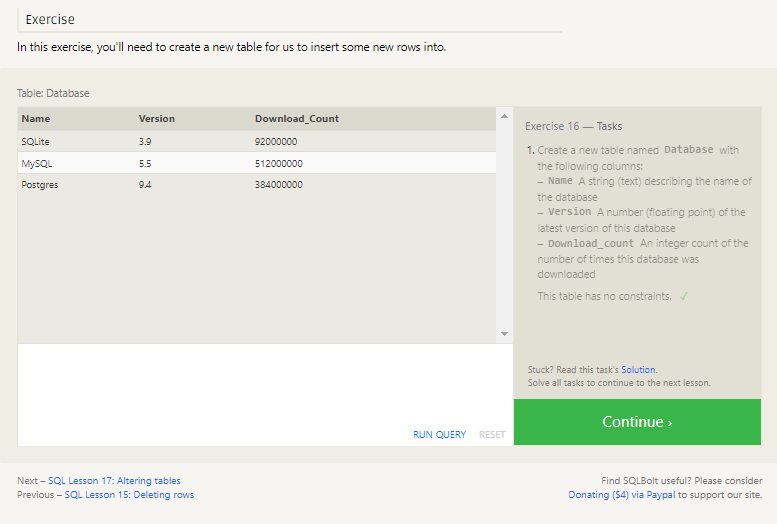 Exercise
In this exercise, you'll need to create a new table for us to insert some new rows into.
Table: Database
Name Version Download_Count
SQLite 3.9 92000000
MySQL 5.5 512000000
Postgres 9.4 384000000
RUN QUERY RESET
Exercise 16 — Tasks
1. Create a new table named Database with
the following columns:
– Name A string (text) describing the name of
the database
– Version A number (floating point) of the
latest version of this database
– Download_count An integer count of the
number of times this database was
downloaded
This table has no constraints. ✓
Stuck? Read this task's Solution.
Solve all tasks to continue to the next lesson.
Continue ›
Next – SQL Lesson 17: Altering tables
Previous – SQL Lesson 15: Deleting rows
Find SQLBolt useful? Please consider
Donating ($4) via Paypal to support our site.